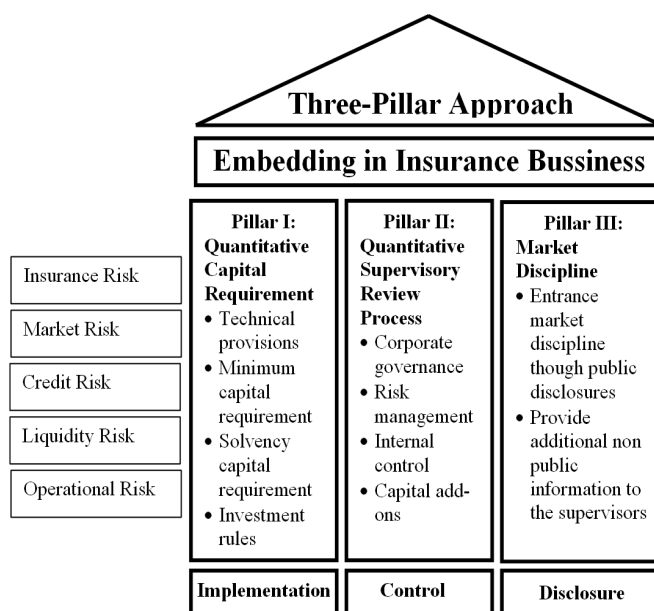 Three-Pillar Approach
Embedding in Insurance Bussiness
Insurance Risk
Market Risk
Credit Risk
Liquidity Risk
Operational Risk
Pillar I:
Quantitative
Capital
Requirement
• Technical
provisions
• Minimum
capital
requirement
• Solvency
capital
requirement
• Investment
rules
Pillar II:
Quantitative
Supervisory
Review
Process
• Corporate
governance
• Risk
management
• Internal
control
• Capital add-
ons
Pillar III:
Market
Discipline
• Entrance
market
discipline
though public
disclosures
• Provide
additional non
public
information to
the supervisors
Implementation
Control
Disclosure